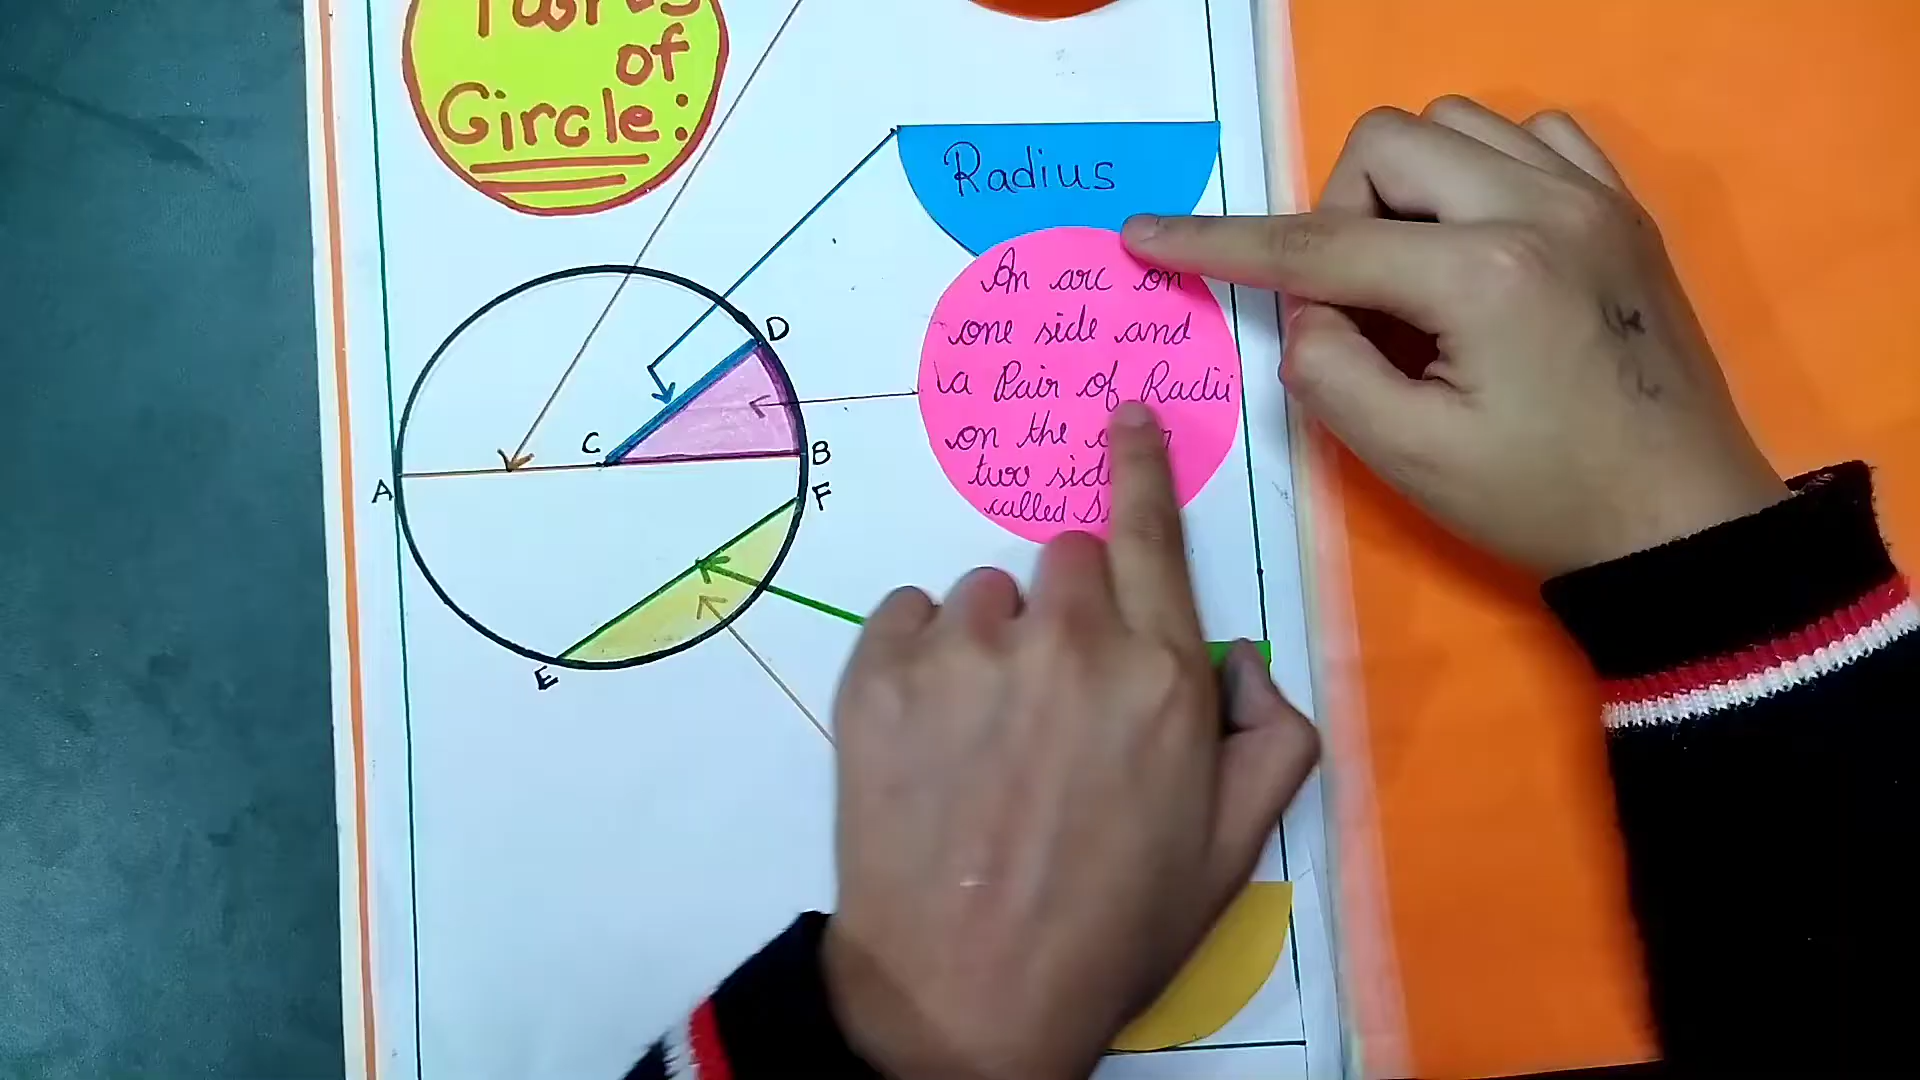 of
Circle:
Radius
An arc on
one side and
a Pair of Radii
on the
two
called
D
C
B
A
F
E